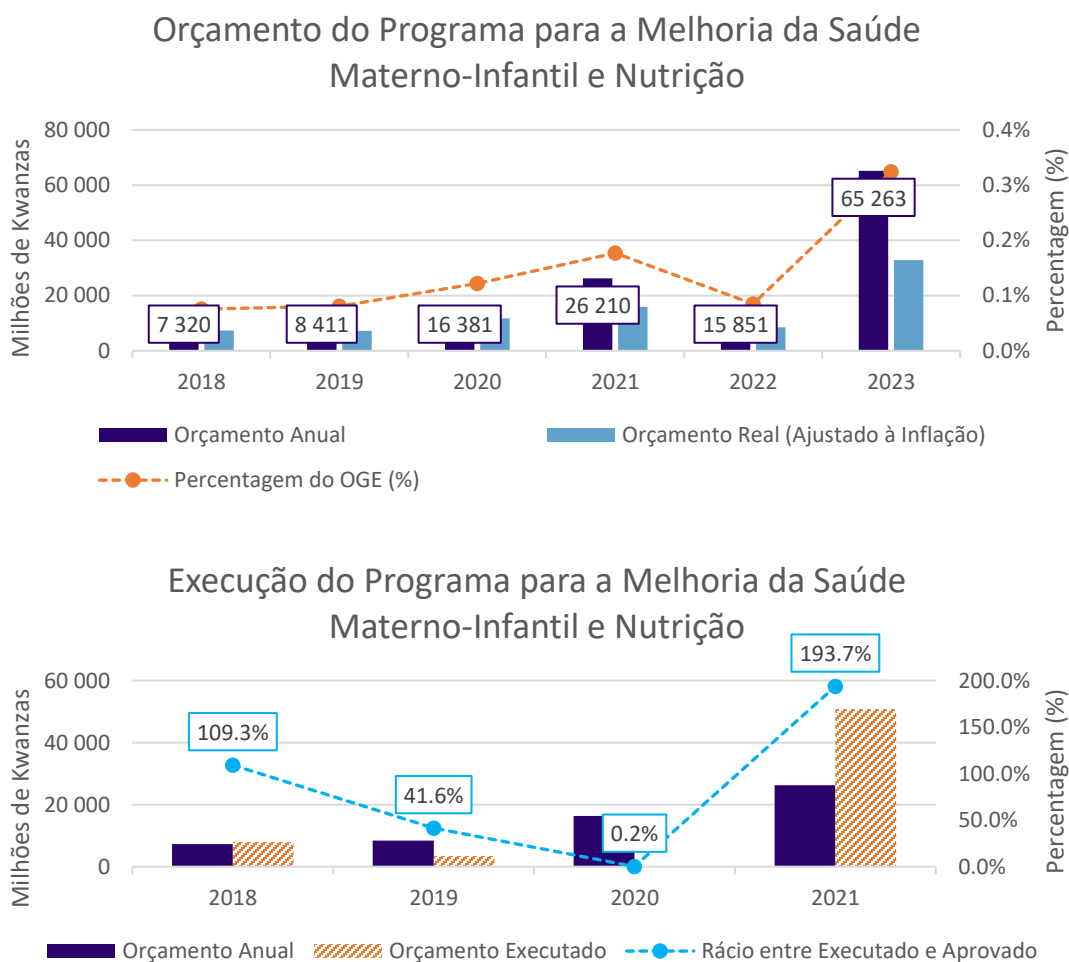 Orçamento do Programa para a Melhoria da Saúde
Materno-Infantil e Nutrição
Milhões de Kwanzas
80 000
60 000
40 000
20 000
0
7 320
8 411
16 381
26 210
15 851
65 263
0.4%
0.3%
0.2%
0.1%
0.0%
Percentagem (%)
2018 2019 2020 2021 2022 2023
Orçamento Anual
Orçamento Real (Ajustado à Inflação)
Percentagem do OGE (%)
Execução do Programa para a Melhoria da Saúde
Materno-Infantil e Nutrição
Milhões de Kwanzas
60 000
40 000
20 000
0
109.3%
41.6%
0.2%
193.7%
200.0%
150.0%
100.0%
50.0%
0.0%
Percentagem (%)
2018 2019 2020 2021
Orçamento Anual Orçamento Executado Rácio entre Executado e Aprovado